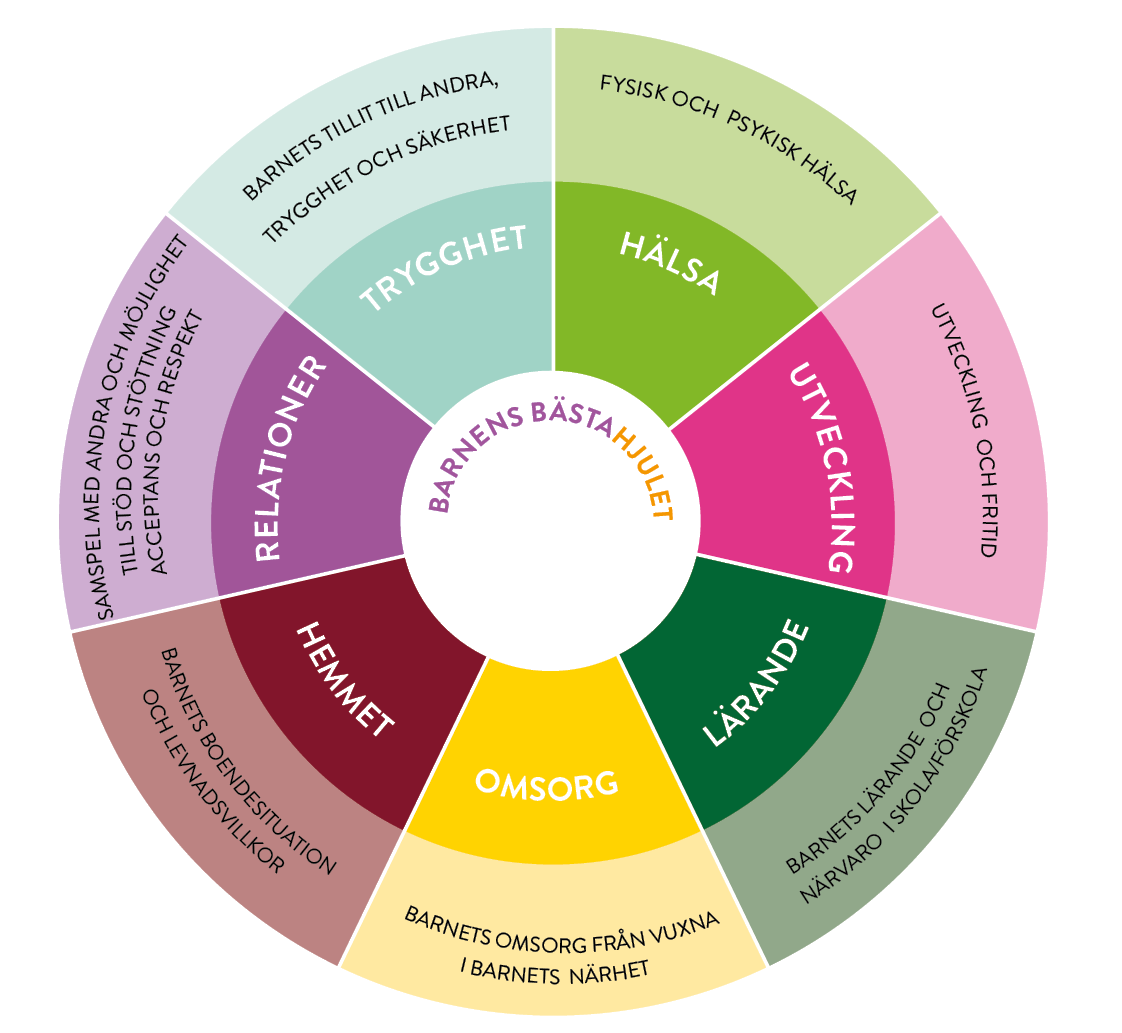 BARNENS BÄSTAHJULET
HÄLSA
FYSISK OCH PSYKISK HÄLSA
UTVECKLING
UTVECKLING OCH FRITID
LÄRANDE
BARNETS LÄRANDE OCH
NÄRVARO I SKOLA/FÖRSKOLA
OMSORG
BARNETS OMSORG FRÅN VUXNA
I BARNETS NÄRHET
HEMMET
BARNETS BOENDESITUATION
OCH LEVNADSVILLKOR
RELATIONER
SAMSPEL MED ANDRA OCH MÖJLIGHET
TILL STÖD OCH STÖTTNING
ACCEPTANS OCH RESPEKT
TRYGGHET
BARNETS TILLIT TILL ANDRA,
TRYGGHET OCH SÄKERHET